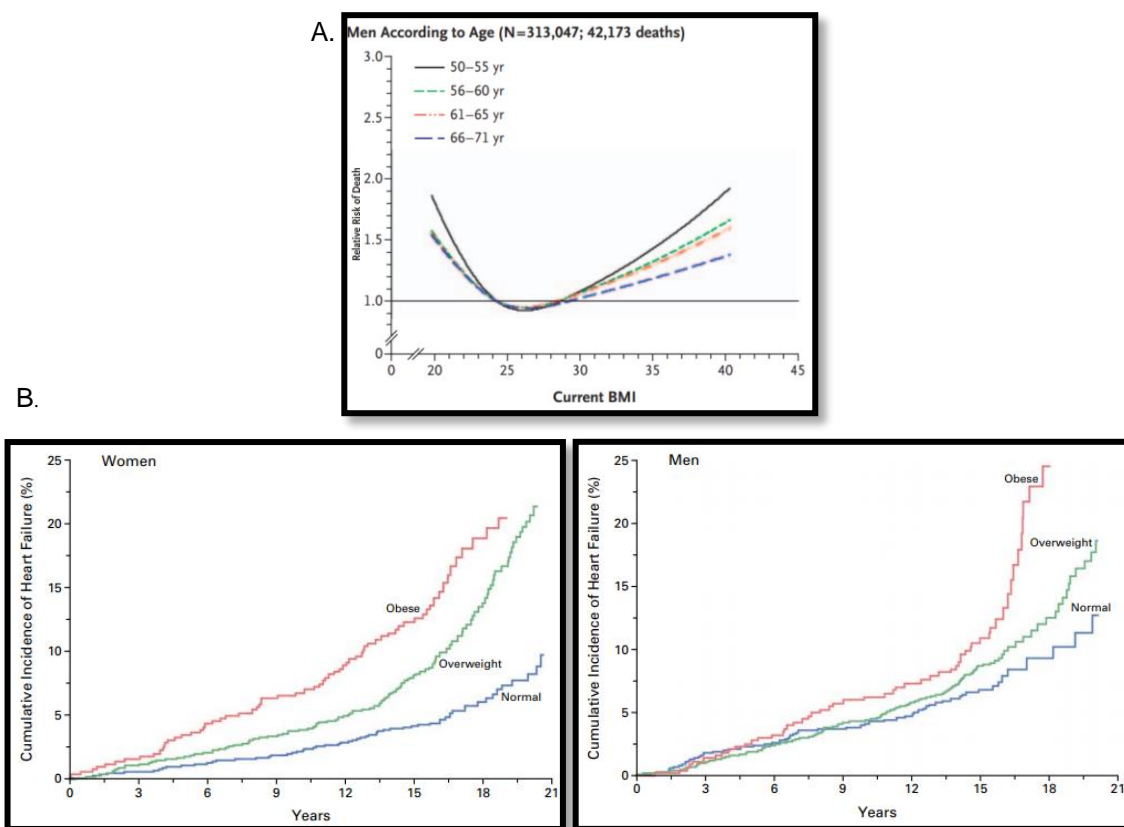 A.
Men According to Age (N=313,047; 42,173 deaths)
3.0
2.5
2.0
1.5
1.0
0
Relative Risk of Death
50–55 yr
56–60 yr
61–65 yr
66–71 yr
0 20 25 30 35 40 45
Current BMI
B.
Women
25
20
15
10
5
0
Cumulative Incidence of Heart Failure (%)
Obese
Overweight
Normal
0 3 6 9 12 15 18 21
Years
Men
25
20
15
10
5
0
Cumulative Incidence of Heart Failure (%)
Obese
Overweight
Normal
0 3 6 9 12 15 18 21
Years